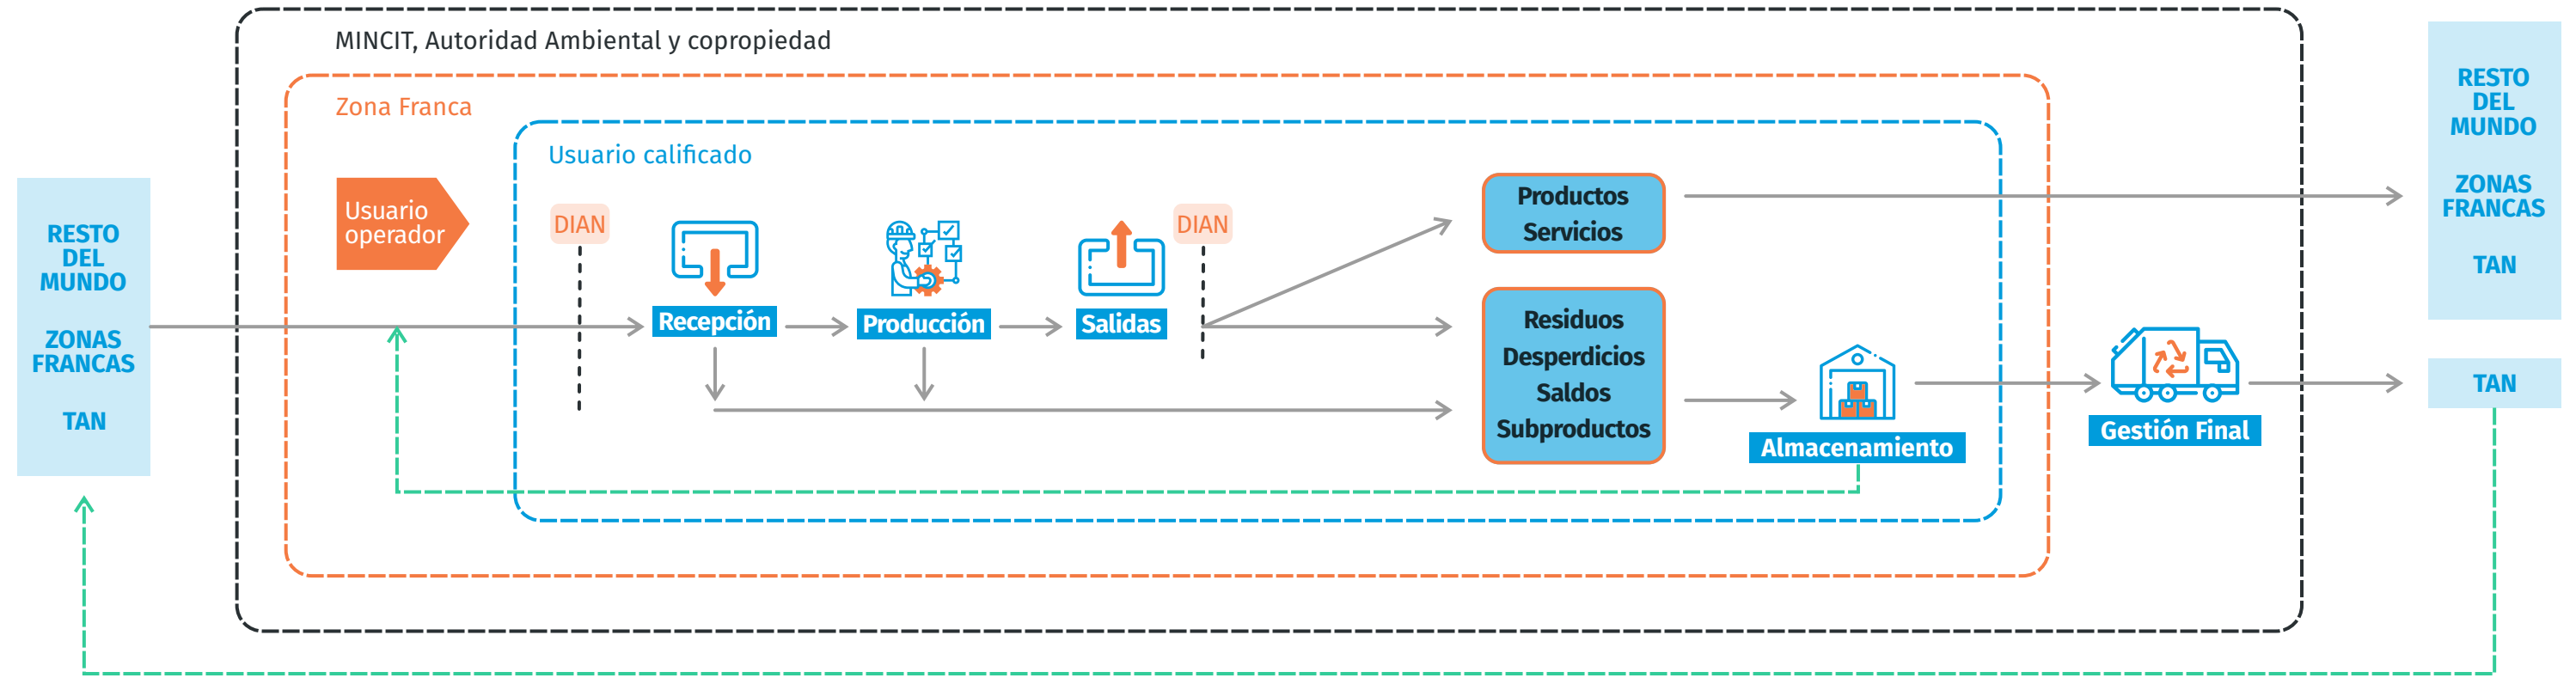 MINCIT, Autoridad Ambiental y copropiedad
Zona Franca
Usuario calificado
Usuario
operador
RESTO
DEL
MUNDO
ZONAS
FRANCAS
TAN
DIAN
Recepción
Producción
Salidas
DIAN
Productos
Servicios
Residuos
Desperdicios
Saldos
Subproductos
Almacenamiento
Gestión Final
RESTO
DEL
MUNDO
ZONAS
FRANCAS
TAN
TAN